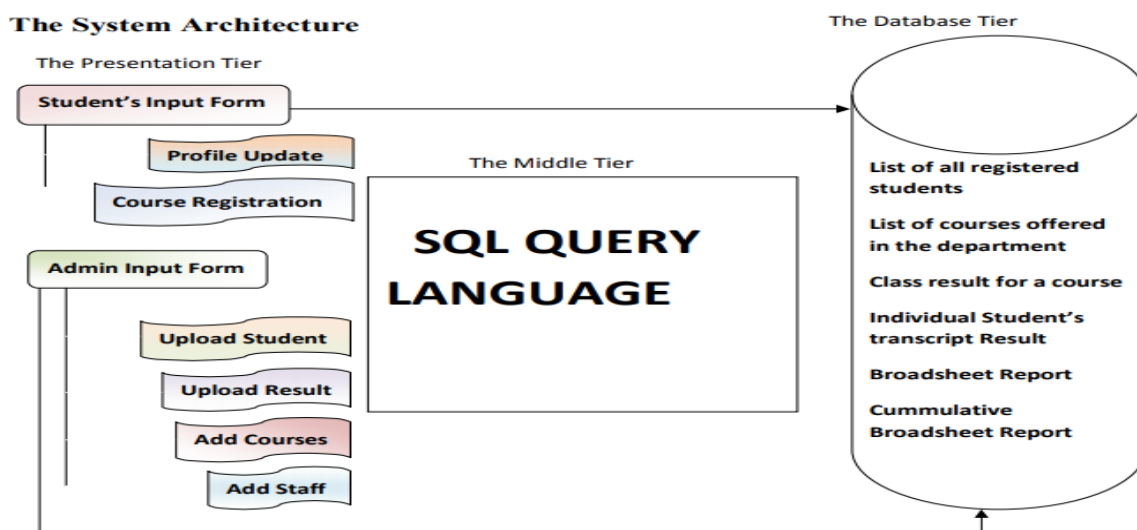 The System Architecture
The Database Tier
The Presentation Tier
Student’s Input Form
Profile Update
Course Registration
Admin Input Form
Upload Student
Upload Result
Add Courses
Add Staff
The Middle Tier
SQL QUERY
LANGUAGE
List of all registered
students
List of courses offered
in the department
Class result for a course
Individual Student’s
transcript Result
Broadsheet Report
Cummulative
Broadsheet Report